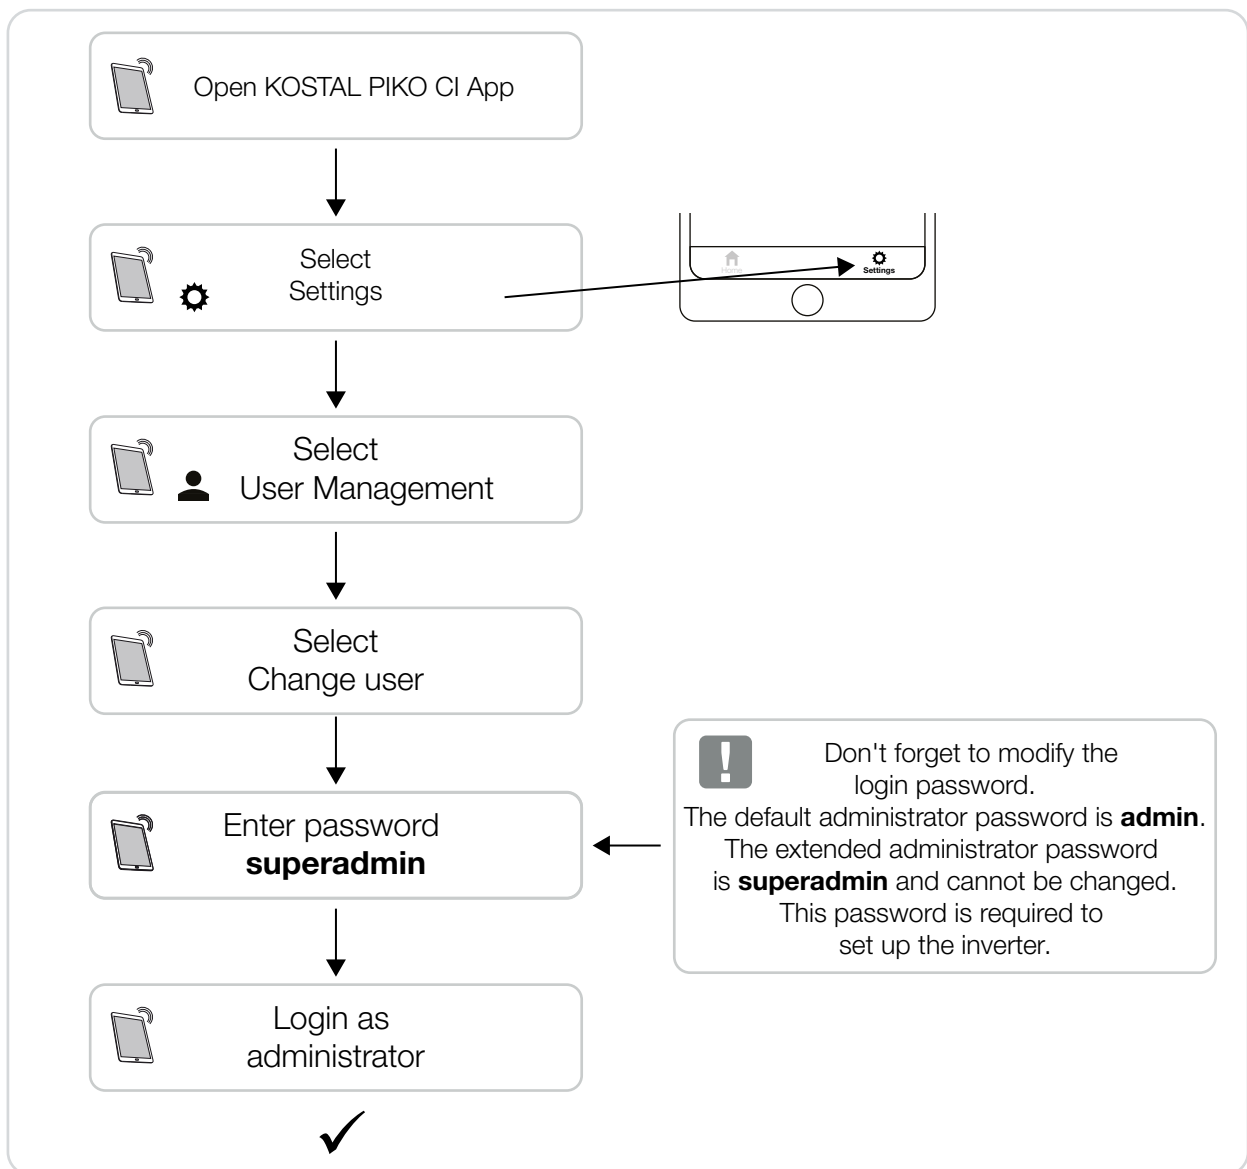 Open KOSTAL PIKO CI App
Select
Settings
Home
Settings
Select
User Management
Select
Change user
Enter password
superadmin
Don't forget to modify the
login password.
The default administrator password is admin.
The extended administrator password
is superadmin and cannot be changed.
This password is required to
set up the inverter.
Login as
administrator